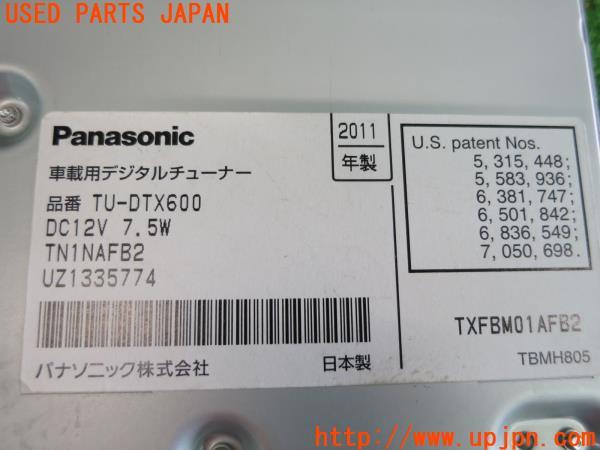 USED PARTS JAPAN
Panasonic
2011
年製
車載用デジタルチューナー
品番 TU-DTX600
DC12V 7.5W
TN1NAFB2
UZ1335774
パナソニック株式会社
日本製
U.S. patent Nos.
5, 315, 448;
5, 583, 936;
6, 381, 747;
6, 501, 842;
6, 836, 549;
7, 050, 698.
TXFBM01AFB2
TBMH805
(U)パーツ
www.upjpn.com